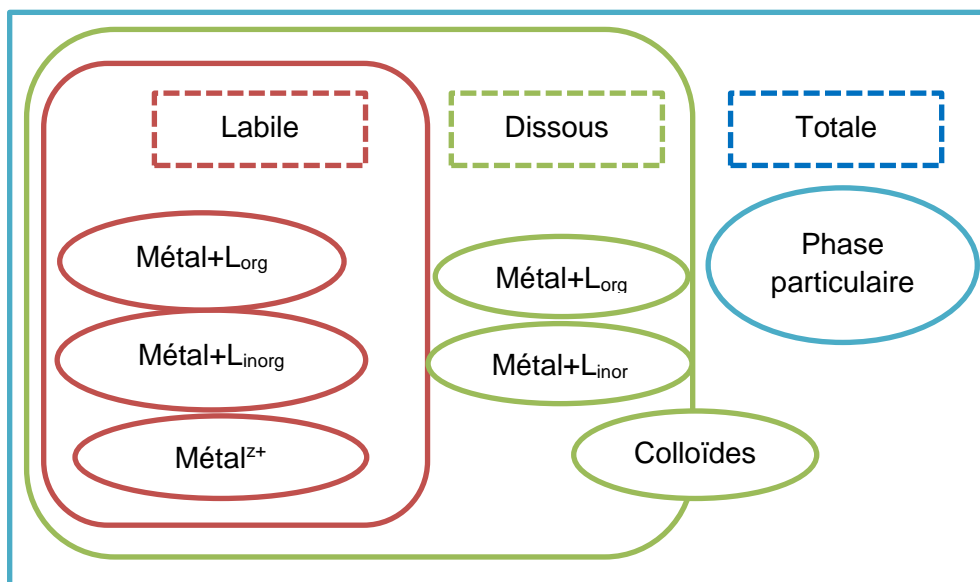 Labile
Dissous
Totale
Phase
particulaire
Métal+Lorg
Métal+Lorg
Métal+Linorg
Métal+Linor
Métalz+
Colloïdes